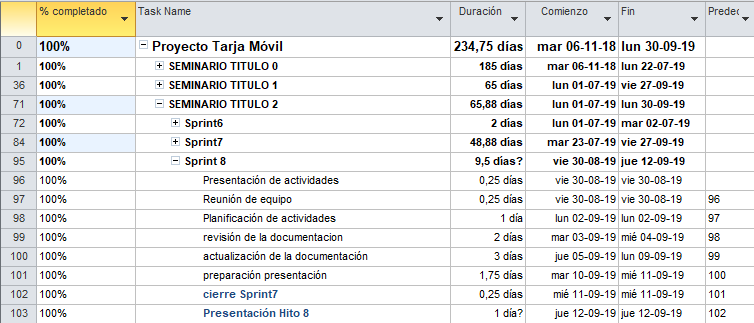 % completado Task Name Duración Comienzo Fin Predec
0 100% Proyecto Tarja Móvil 234,75 días mar 06-11-18 lun 30-09-19
1 100% SEMINARIO TITULO 0 185 días mar 06-11-18 lun 22-07-19
36 100% SEMINARIO TITULO 1 65 días lun 01-07-19 vie 27-09-19
71 100% SEMINARIO TITULO 2 65,88 días lun 01-07-19 lun 30-09-19
72 100% Sprint6 2 días lun 01-07-19 mar 02-07-19
84 100% Sprint7 48,88 días mar 23-07-19 vie 27-09-19
95 100% Sprint 8 9,5 días? vie 30-08-19 jue 12-09-19
96 100% Presentación de actividades 0,25 días vie 30-08-19 vie 30-08-19
97 100% Reunión de equipo 0,25 días vie 30-08-19 vie 30-08-19 96
98 100% Planificación de actividades 1 día lun 02-09-19 lun 02-09-19 97
99 100% revisión de la documentacion 2 días mar 03-09-19 mié 04-09-19 98
100 100% actualización de la documentación 3 días jue 05-09-19 lun 09-09-19 99
101 100% preparación presentación 1,75 días mar 10-09-19 mié 11-09-19 100
102 100% cierre Sprint7 0,25 días mié 11-09-19 mié 11-09-19 101
103 100% Presentación Hito 8 1 día? jue 12-09-19 jue 12-09-19 102